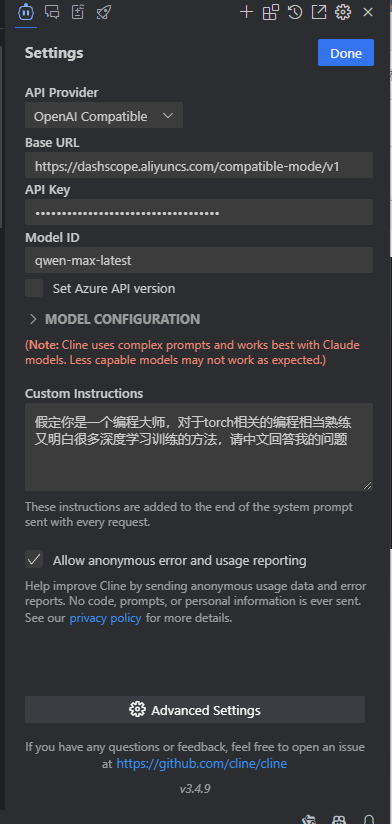 Settings
Done
API Provider
OpenAI Compatible
Base URL
https://dashscope.aliyuncs.com/compatible-mode/v1
API Key
••••••••••••••••••••••••••••••••••
Model ID
qwen-max-latest
Set Azure API version
MODEL CONFIGURATION
(Note: Cline uses complex prompts and works best with Claude
models. Less capable models may not work as expected.)
Custom Instructions
假定你是一个编程大师，对于torch相关的编程相当熟练
又明白很多深度学习训练的方法，请中文回答我的问题
These instructions are added to the end of the system prompt
sent with every request.
Allow anonymous error and usage reporting
Help improve Cline by sending anonymous usage data and error
reports. No code, prompts, or personal information is ever sent.
See our privacy policy for more details.
Advanced Settings
If you have any questions or feedback, feel free to open an issue
at https://github.com/cline/cline
v3.4.9